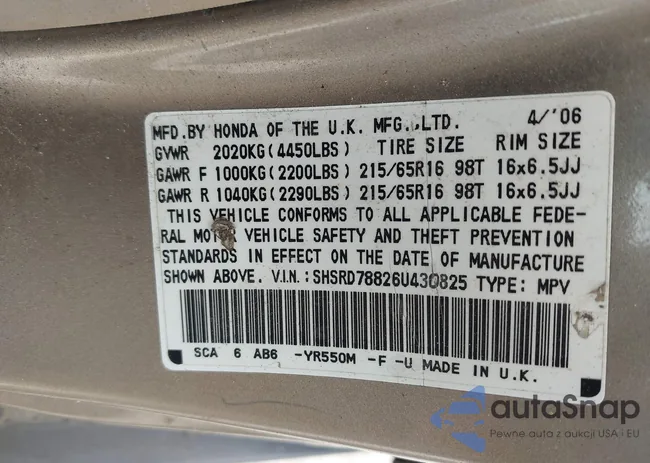 MFD.BY HONDA OF THE U.K. MFG.,LTD. 4/'06
GVWR 2020KG(4450LBS) TIRE SIZE RIM SIZE
GAWR F 1000KG(2200LBS) 215/65R16 98T 16x6.5JJ
GAWR R 1040KG(2290LBS) 215/65R16 98T 16x6.5JJ
THIS VEHICLE CONFORMS TO ALL APPLICABLE FEDE-
RAL MOTOR VEHICLE SAFETY AND THEFT PREVENTION
STANDARDS IN EFFECT ON THE DATE OF MANUFACTURE
SHOWN ABOVE. V.I.N.:SHSRD78826U430825 TYPE: MPV
SCA 6 AB6 -YR550M -F -U MADE IN U.K.
autaSnap
Pewne auta z aukcji USA i EU